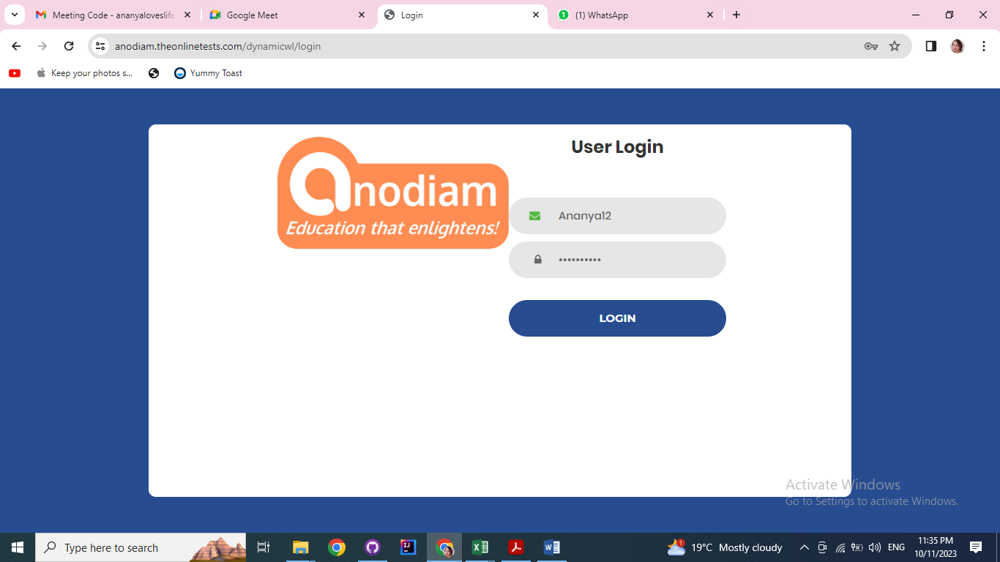 Meeting Code - ananyaloveslife
Google Meet
Login
(1) WhatsApp
anodiam.theonlinetests.com/dynamicwl/login
Keep your photos s...
Yummy Toast
anodiam
Education that enlightens!
User Login
Ananya12
••••••••••
LOGIN
Activate Windows
Go to Settings to activate Windows.
Type here to search
19°C Mostly cloudy
ENG
11:35 PM
10/11/2023